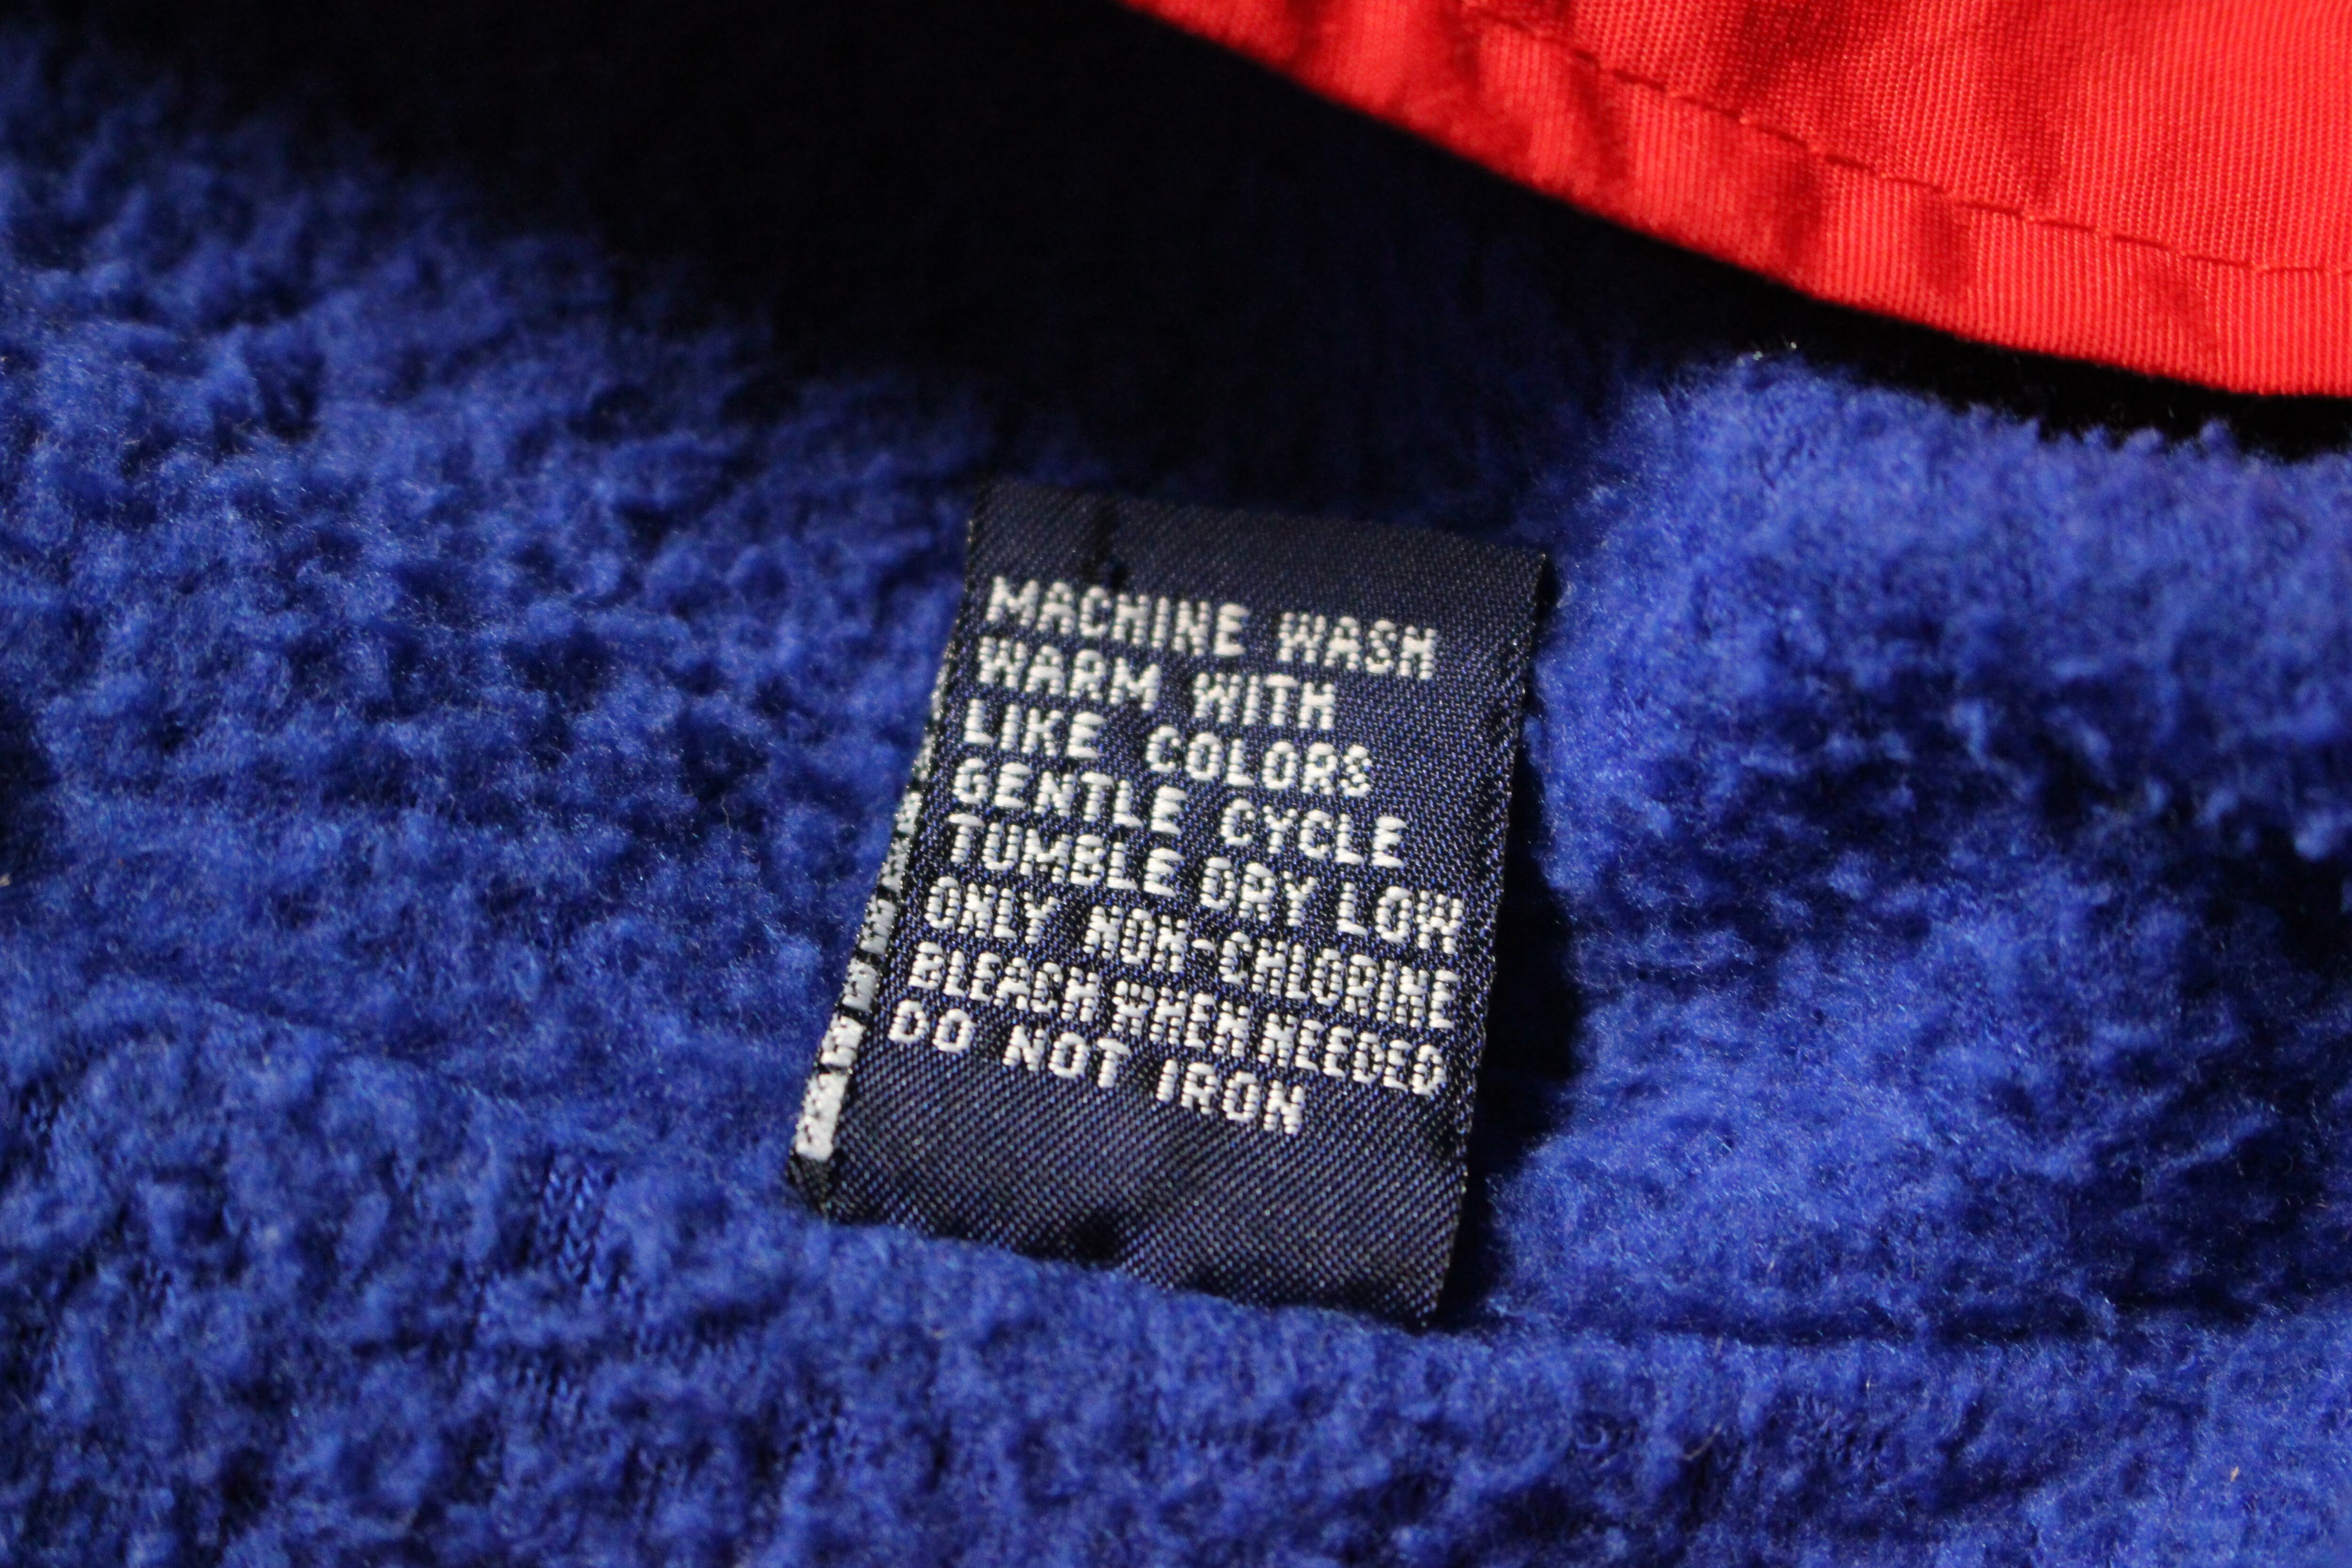 MACHINE WASH
WARM WITH
LIKE COLORS
GENTLE CYCLE
TUMBLE DRY LOW
ONLY NON-CHLORINE
BLEACH WHEN NEEDED
DO NOT IRON